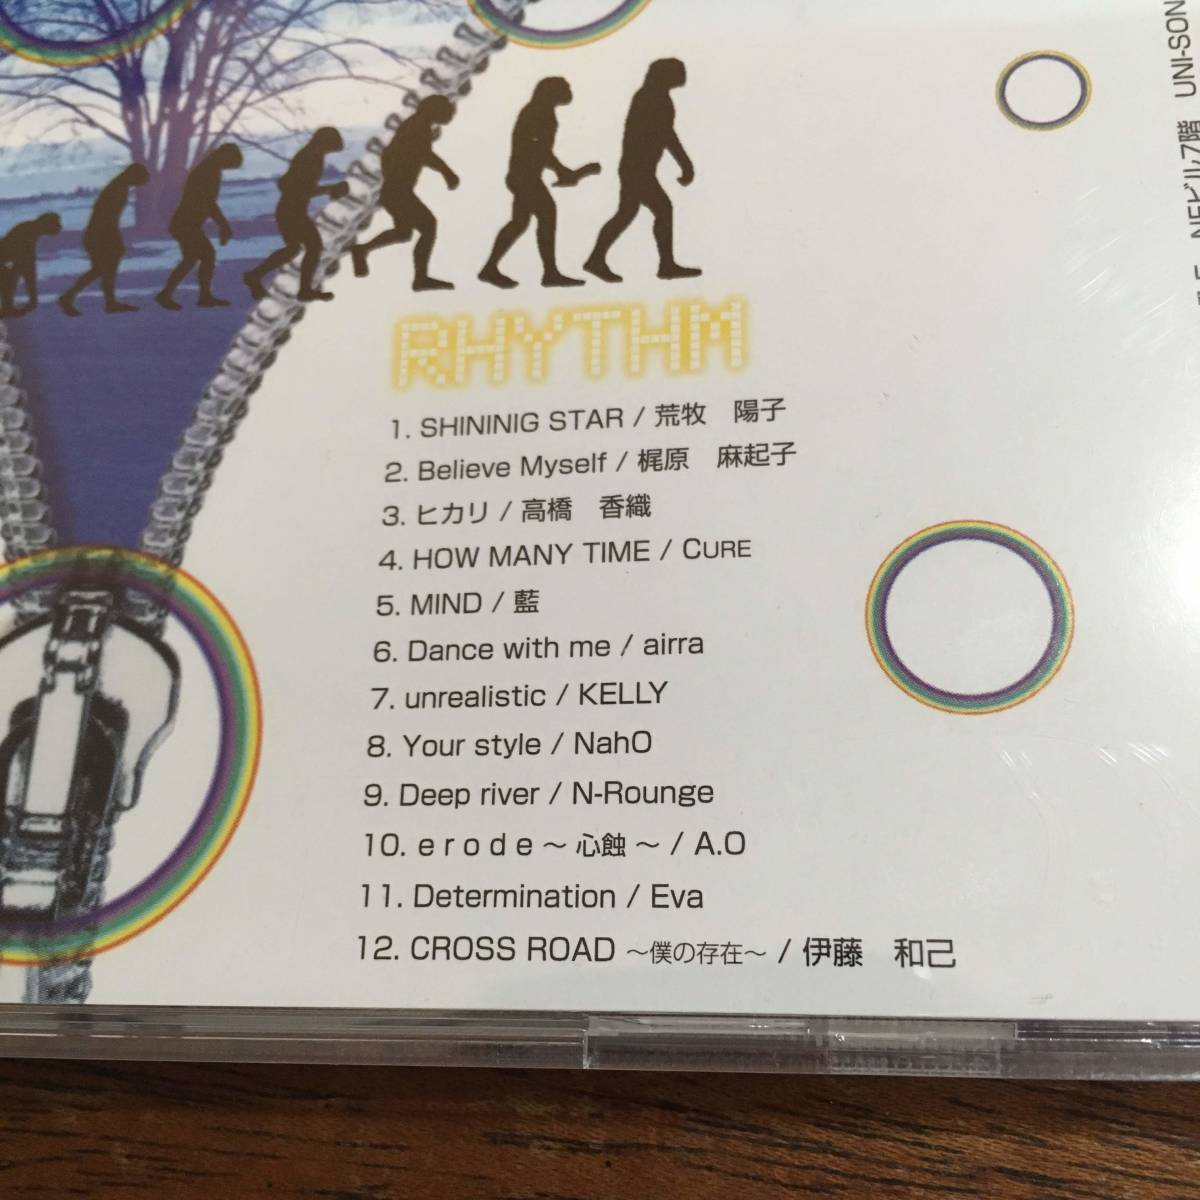 RHYTHM
1. SHININIG STAR / 荒牧　陽子
2. Believe Myself / 梶原　麻起子
3. ヒカリ / 高橋　香織
4. HOW MANY TIME / CURE
5. MIND / 藍
6. Dance with me / airra
7. unrealistic / KELLY
8. Your style / NahO
9. Deep river / N-Rounge
10. e r o d e ～ 心蝕 ～ / A.O
11. Determination / Eva
12. CROSS ROAD ～僕の存在～ / 伊藤　和己
NEビル7階　UNI-SON